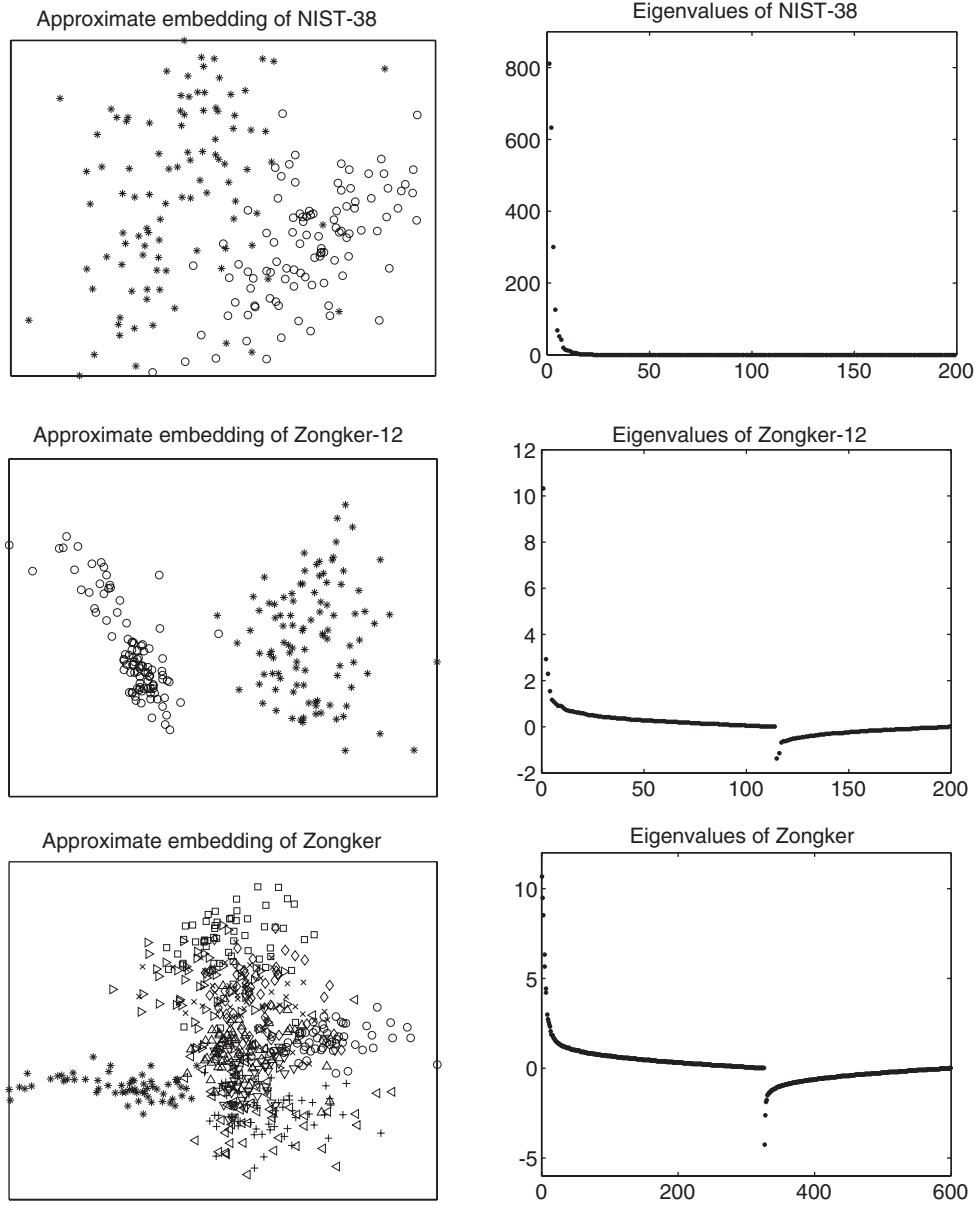 Approximate embedding of NIST-38
Eigenvalues of NIST-38
800
600
400
200
0
0 50 100 150 200
Approximate embedding of Zongker-12
Eigenvalues of Zongker-12
12
10
8
6
4
2
0
-2
0 50 100 150 200
Approximate embedding of Zongker
Eigenvalues of Zongker
10
5
0
-5
0 200 400 600